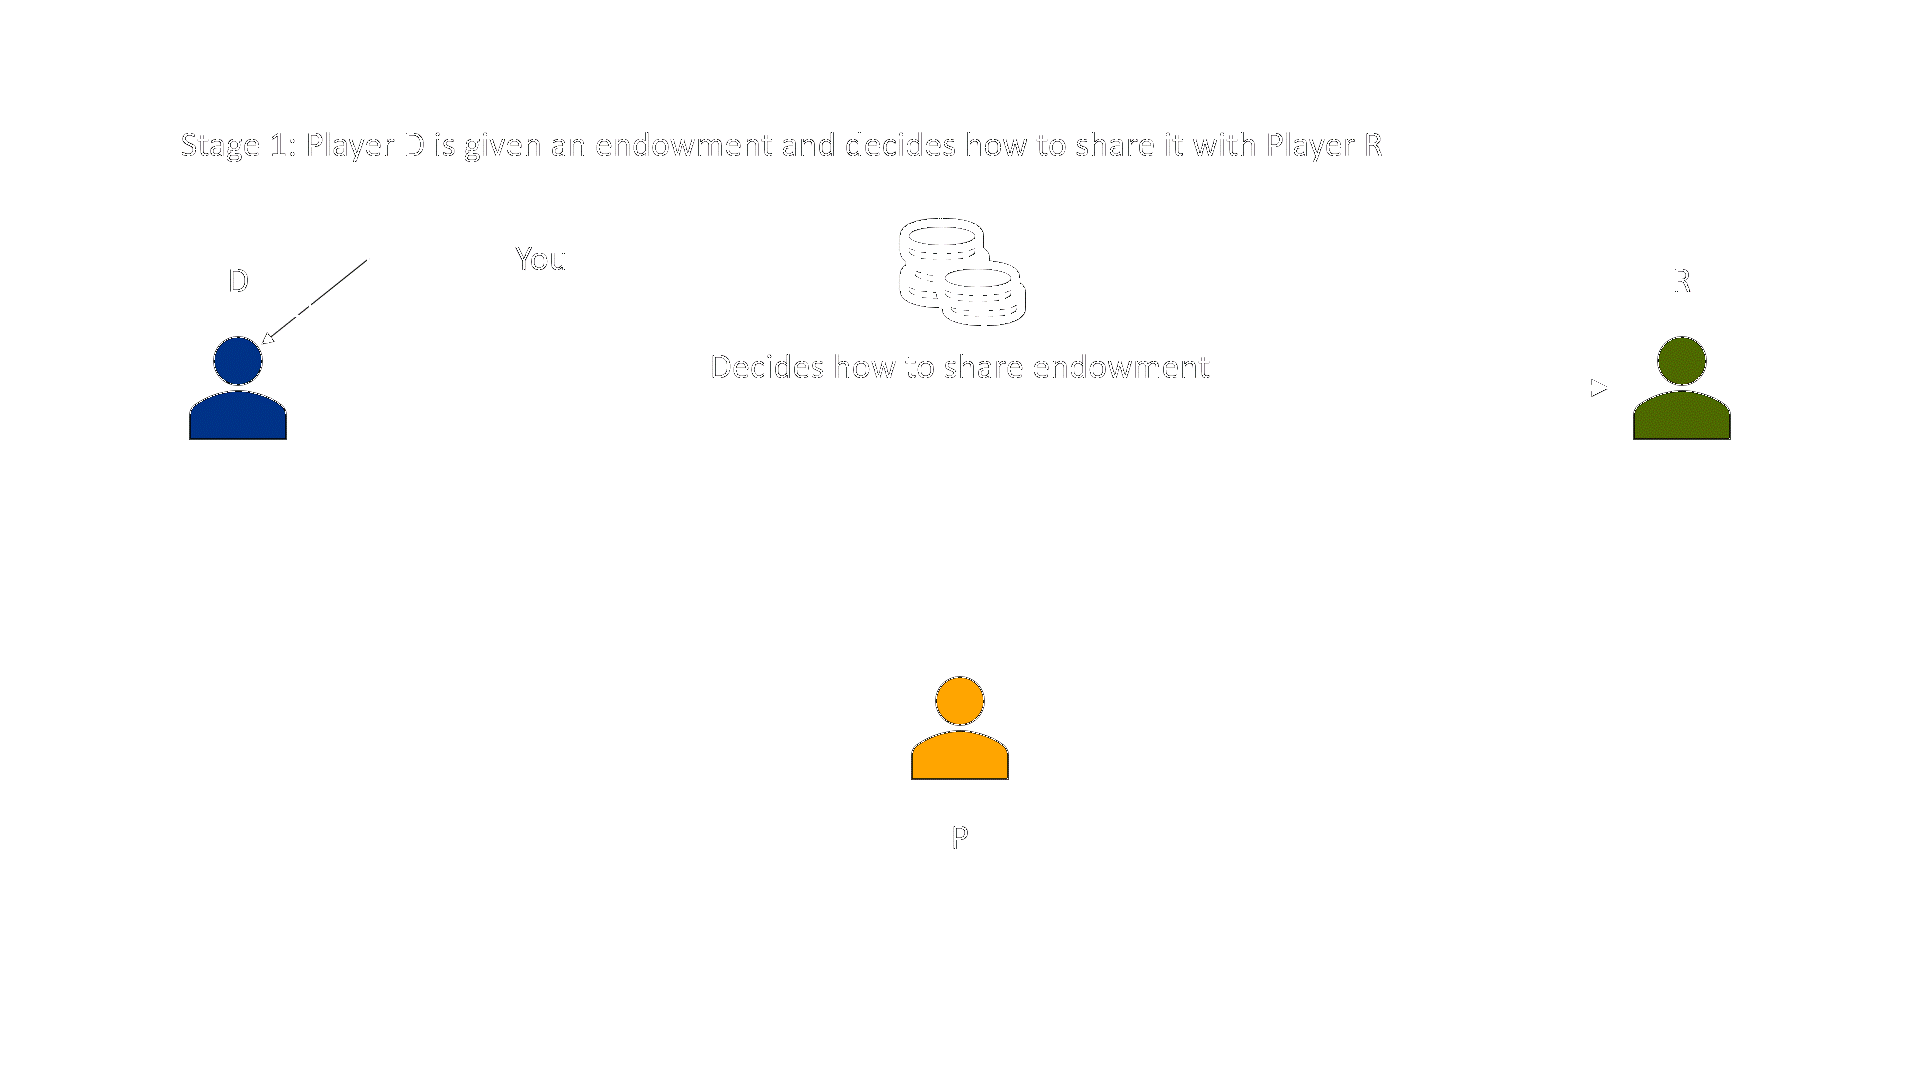 Stage 1: Player D is given an endowment and decides how to share it with Player R
You
D
R
Decides how to share endowment
P